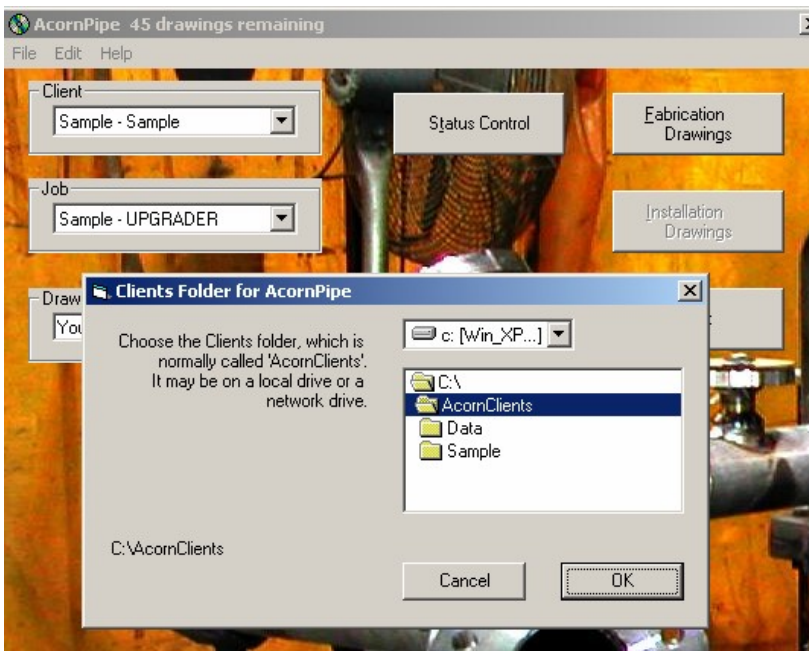 AcornPipe 45 drawings remaining
File Edit Help
Client
Sample - Sample
Status Control
Fabrication
Drawings
Job
Sample - UPGRADER
Installation
Drawings
Draw
You
Clients Folder for AcornPipe
Choose the Clients folder, which is
normally called 'AcornClients'.
It may be on a local drive or a
network drive.
c: [Win_XP...]
C:\
AcornClients
Data
Sample
C:\AcornClients
Cancel
OK